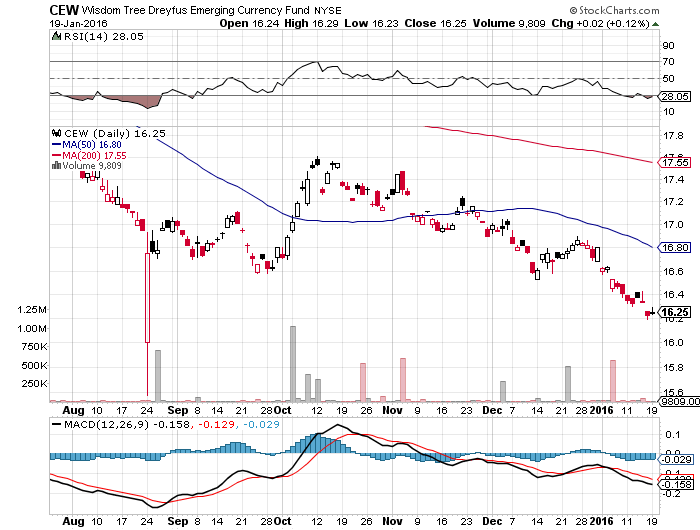 CEW Wisdom Tree Dreyfus Emerging Currency Fund NYSE © StockCharts.com
19-Jan-2016 Open 16.24 High 16.29 Low 16.23 Close 16.25 Volume 9,809 Chg +0.02 (+0.12%)
RSI(14) 28.05
90
70
50
28.05
10
CEW (Daily) 16.25
MA(50) 16.80
MA(200) 17.55
Volume 9,809
17.8
17.55
17.4
17.2
17.0
16.80
16.6
16.4
16.25
16.2
16.0
15.8
15.6
1.25M
1.00M
750K
500K
250K
9809.00
Aug 10 17 24 Sep 8 14 21 28 Oct 12 19 26 Nov 9 16 23 Dec 7 14 21 28 2016 11 19
MACD(12,26,9) -0.158, -0.129, -0.029
0.1
0.0
-0.029
-0.158
-0.2
Aug 10 17 24 Sep 8 14 21 28 Oct 12 19 26 Nov 9 16 23 Dec 7 14 21 28 2016 11 19